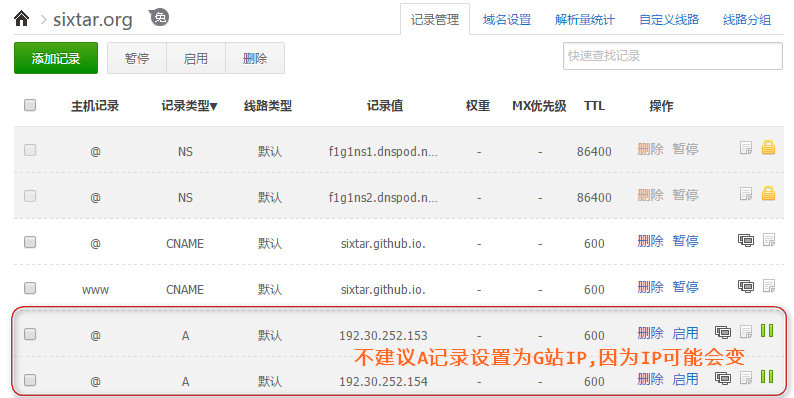 sixtar.org 免
记录管理 域名设置 解析量统计 自定义线路 线路分组
添加记录 暂停 启用 删除 快速查找记录
主机记录 记录类型▼ 线路类型 记录值 权重 MX优先级 TTL 操作
@ NS 默认 f1g1ns1.dnspod.n... - - 86400 删除 暂停
@ NS 默认 f1g1ns2.dnspod.n... - - 86400 删除 暂停
@ CNAME 默认 sixtar.github.io. - - 600 删除 暂停
www CNAME 默认 sixtar.github.io. - - 600 删除 暂停
@ A 默认 192.30.252.153 - - 600 删除 启用
不建议A记录设置为G站IP,因为IP可能会变
@ A 默认 192.30.252.154 - - 600 删除 启用